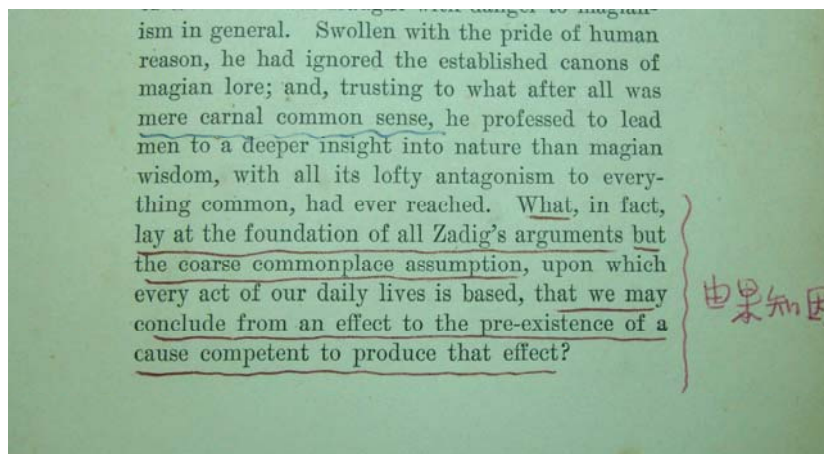 ism in general. Swollen with the pride of human
reason, he had ignored the established canons of
magian lore; and, trusting to what after all was
mere carnal common sense, he professed to lead
men to a deeper insight into nature than magian
wisdom, with all its lofty antagonism to every-
thing common, had ever reached. What, in fact,
lay at the foundation of all Zadig's arguments but
the coarse commonplace assumption, upon which
every act of our daily lives is based, that we may
conclude from an effect to the pre-existence of a
cause competent to produce that effect?
由果知因